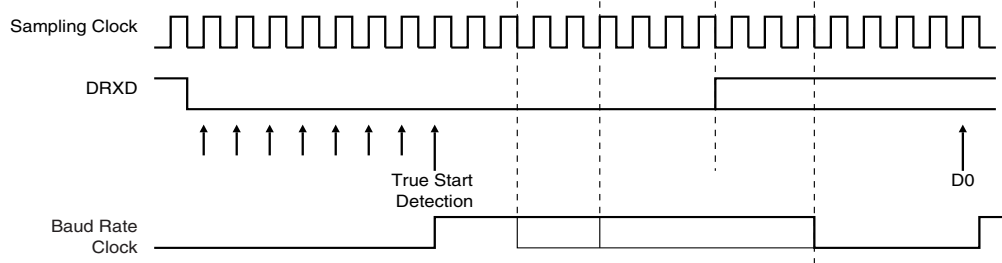 Sampling Clock
DRXD
True Start
Detection
D0
Baud Rate
Clock